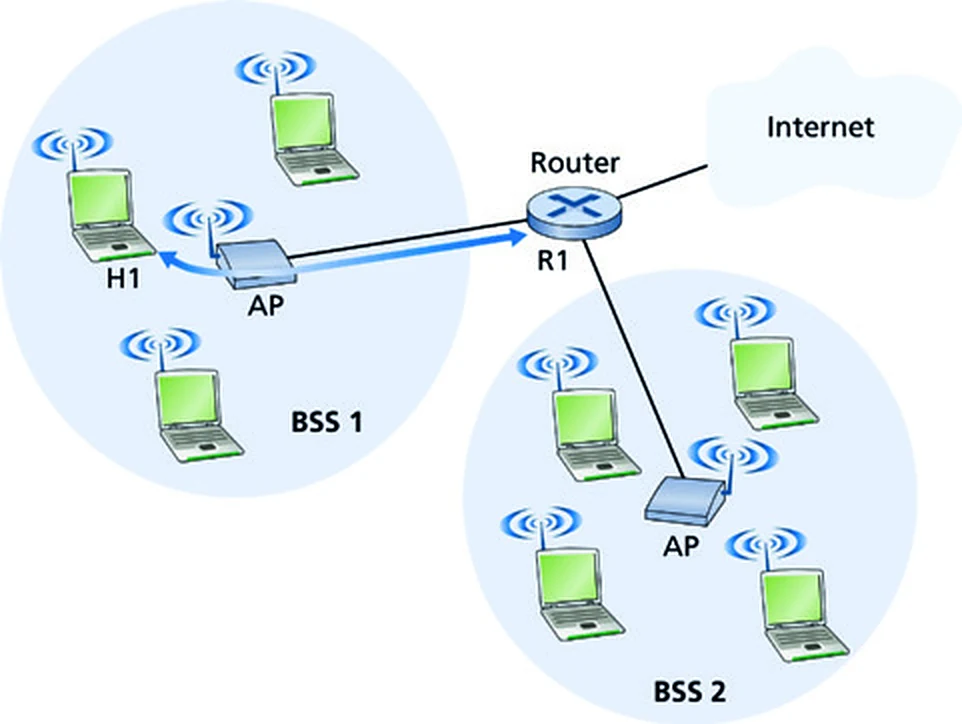 Internet
Router
R1
H1
AP
BSS 1
AP
BSS 2